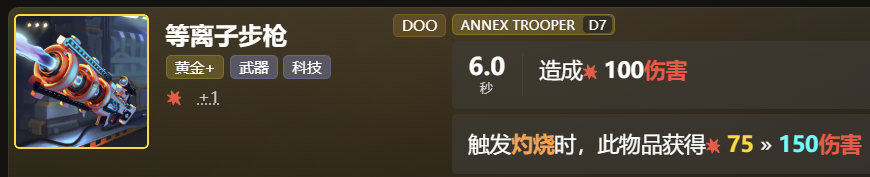 等离子步枪
DOO
ANNEX TROOPER D7
黄金+ 武器 科技
+1
6.0
秒
造成 100伤害
触发灼烧时，此物品获得 75 » 150伤害